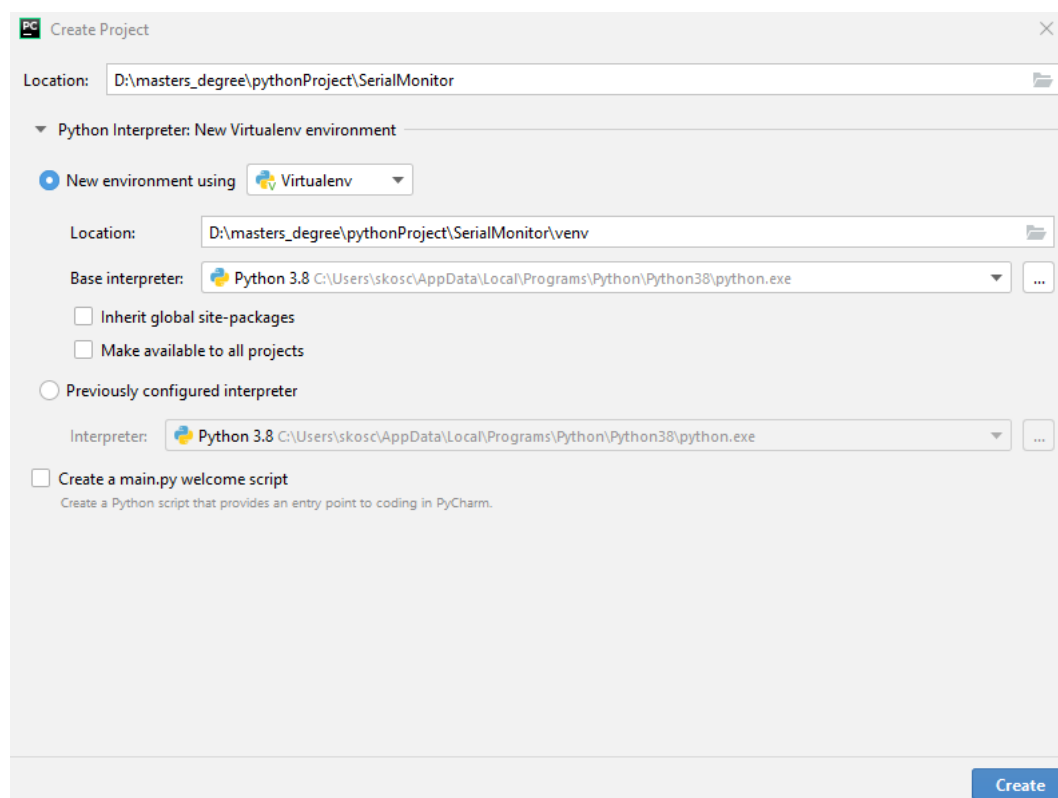 PC Create Project
Location: D:\masters_degree\pythonProject\SerialMonitor
Python Interpreter: New Virtualenv environment
New environment using Virtualenv
Location: D:\masters_degree\pythonProject\SerialMonitor\venv
Base interpreter: Python 3.8 C:\Users\skosc\AppData\Local\Programs\Python\Python38\python.exe ...
Inherit global site-packages
Make available to all projects
Previously configured interpreter
Interpreter: Python 3.8 C:\Users\skosc\AppData\Local\Programs\Python\Python38\python.exe ...
Create a main.py welcome script
Create a Python script that provides an entry point to coding in PyCharm.
Create